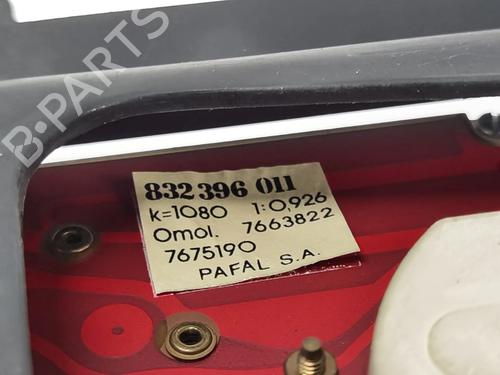 B-PARTS
832 396 011
K=1080 1:0,926
Omol. 7663822
7675190
PAFAL S.A.